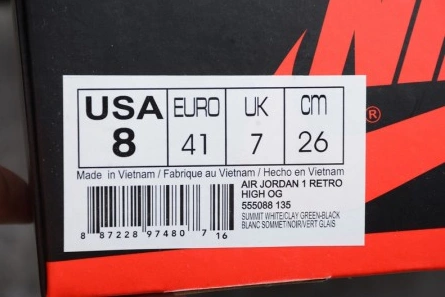 USA EURO UK cm
8 41 7 26
Made in Vietnam / Fabrique au Vietnam / Hecho en Vietnam
AIR JORDAN 1 RETRO
HIGH OG
555088 135
SUMMIT WHITE/CLAY GREEN-BLACK
BLANC SOMMET/NOIR/VERT GLAIS
8 87228 97480 7 16
®